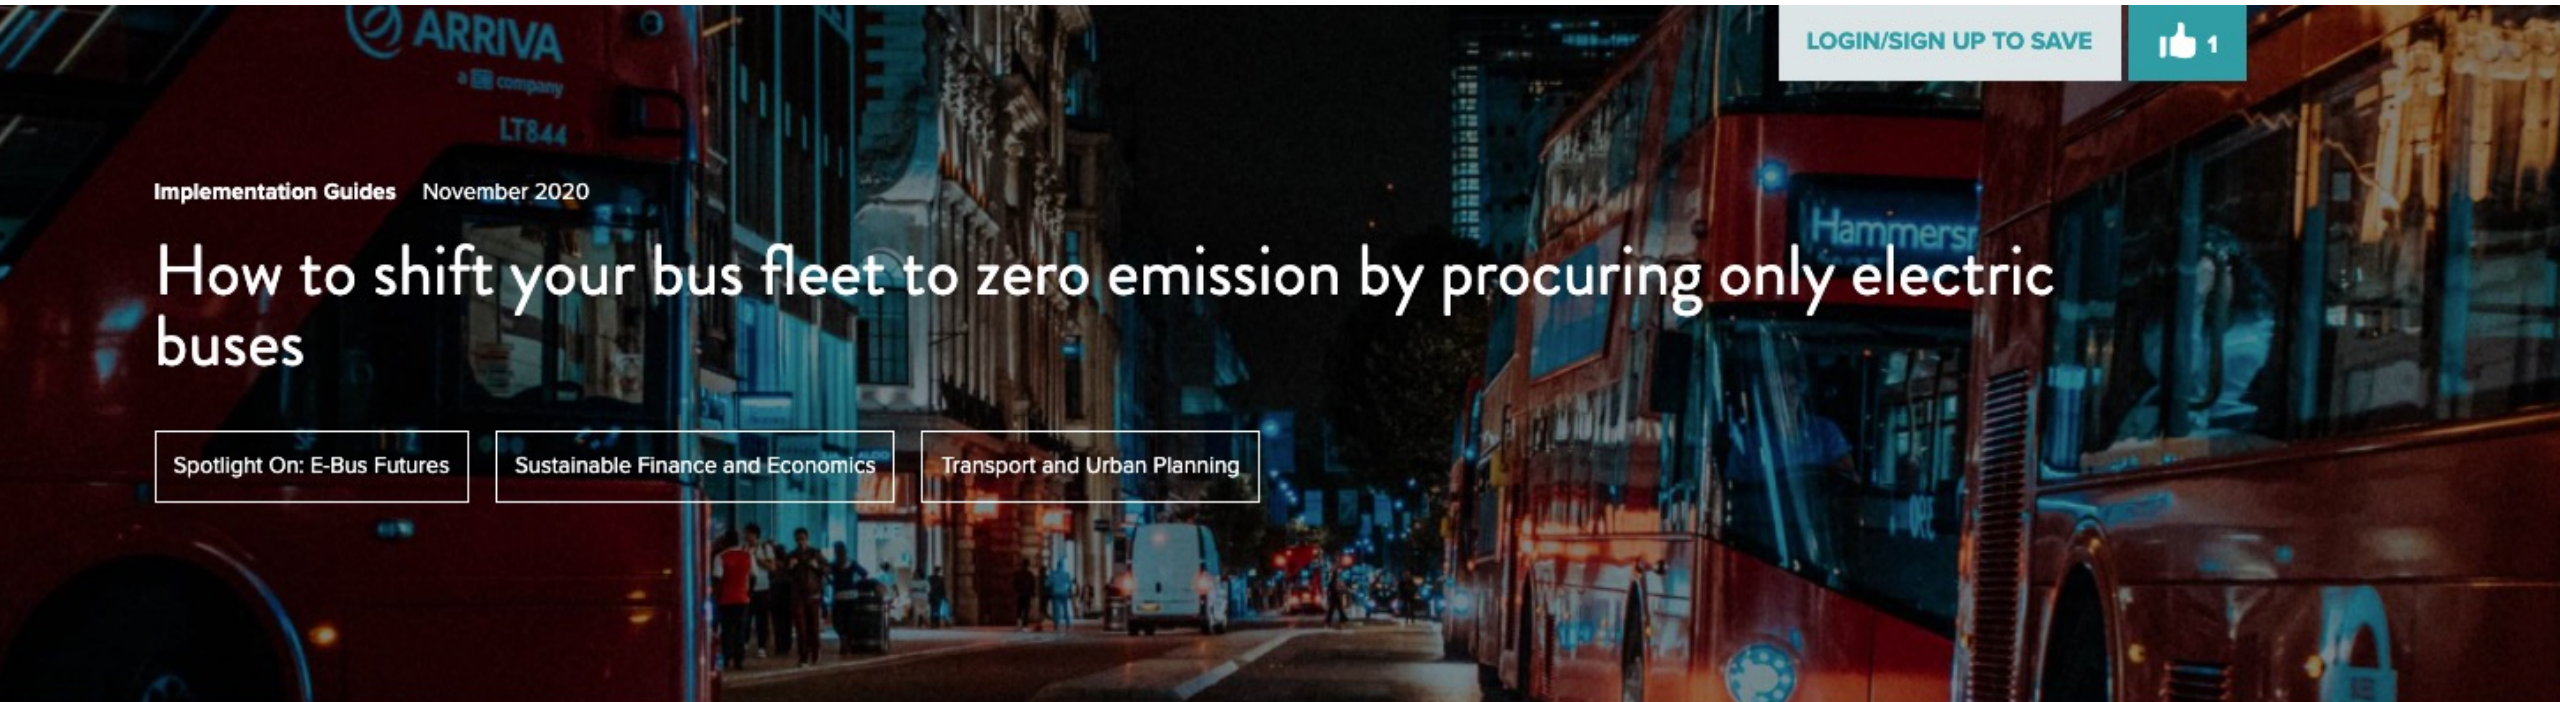 ARRIVA
a DB company
LT844
LOGIN/SIGN UP TO SAVE
1
Implementation Guides November 2020
Hammers
How to shift your bus fleet to zero emission by procuring only electric
buses
Spotlight On: E-Bus Futures Sustainable Finance and Economics Transport and Urban Planning